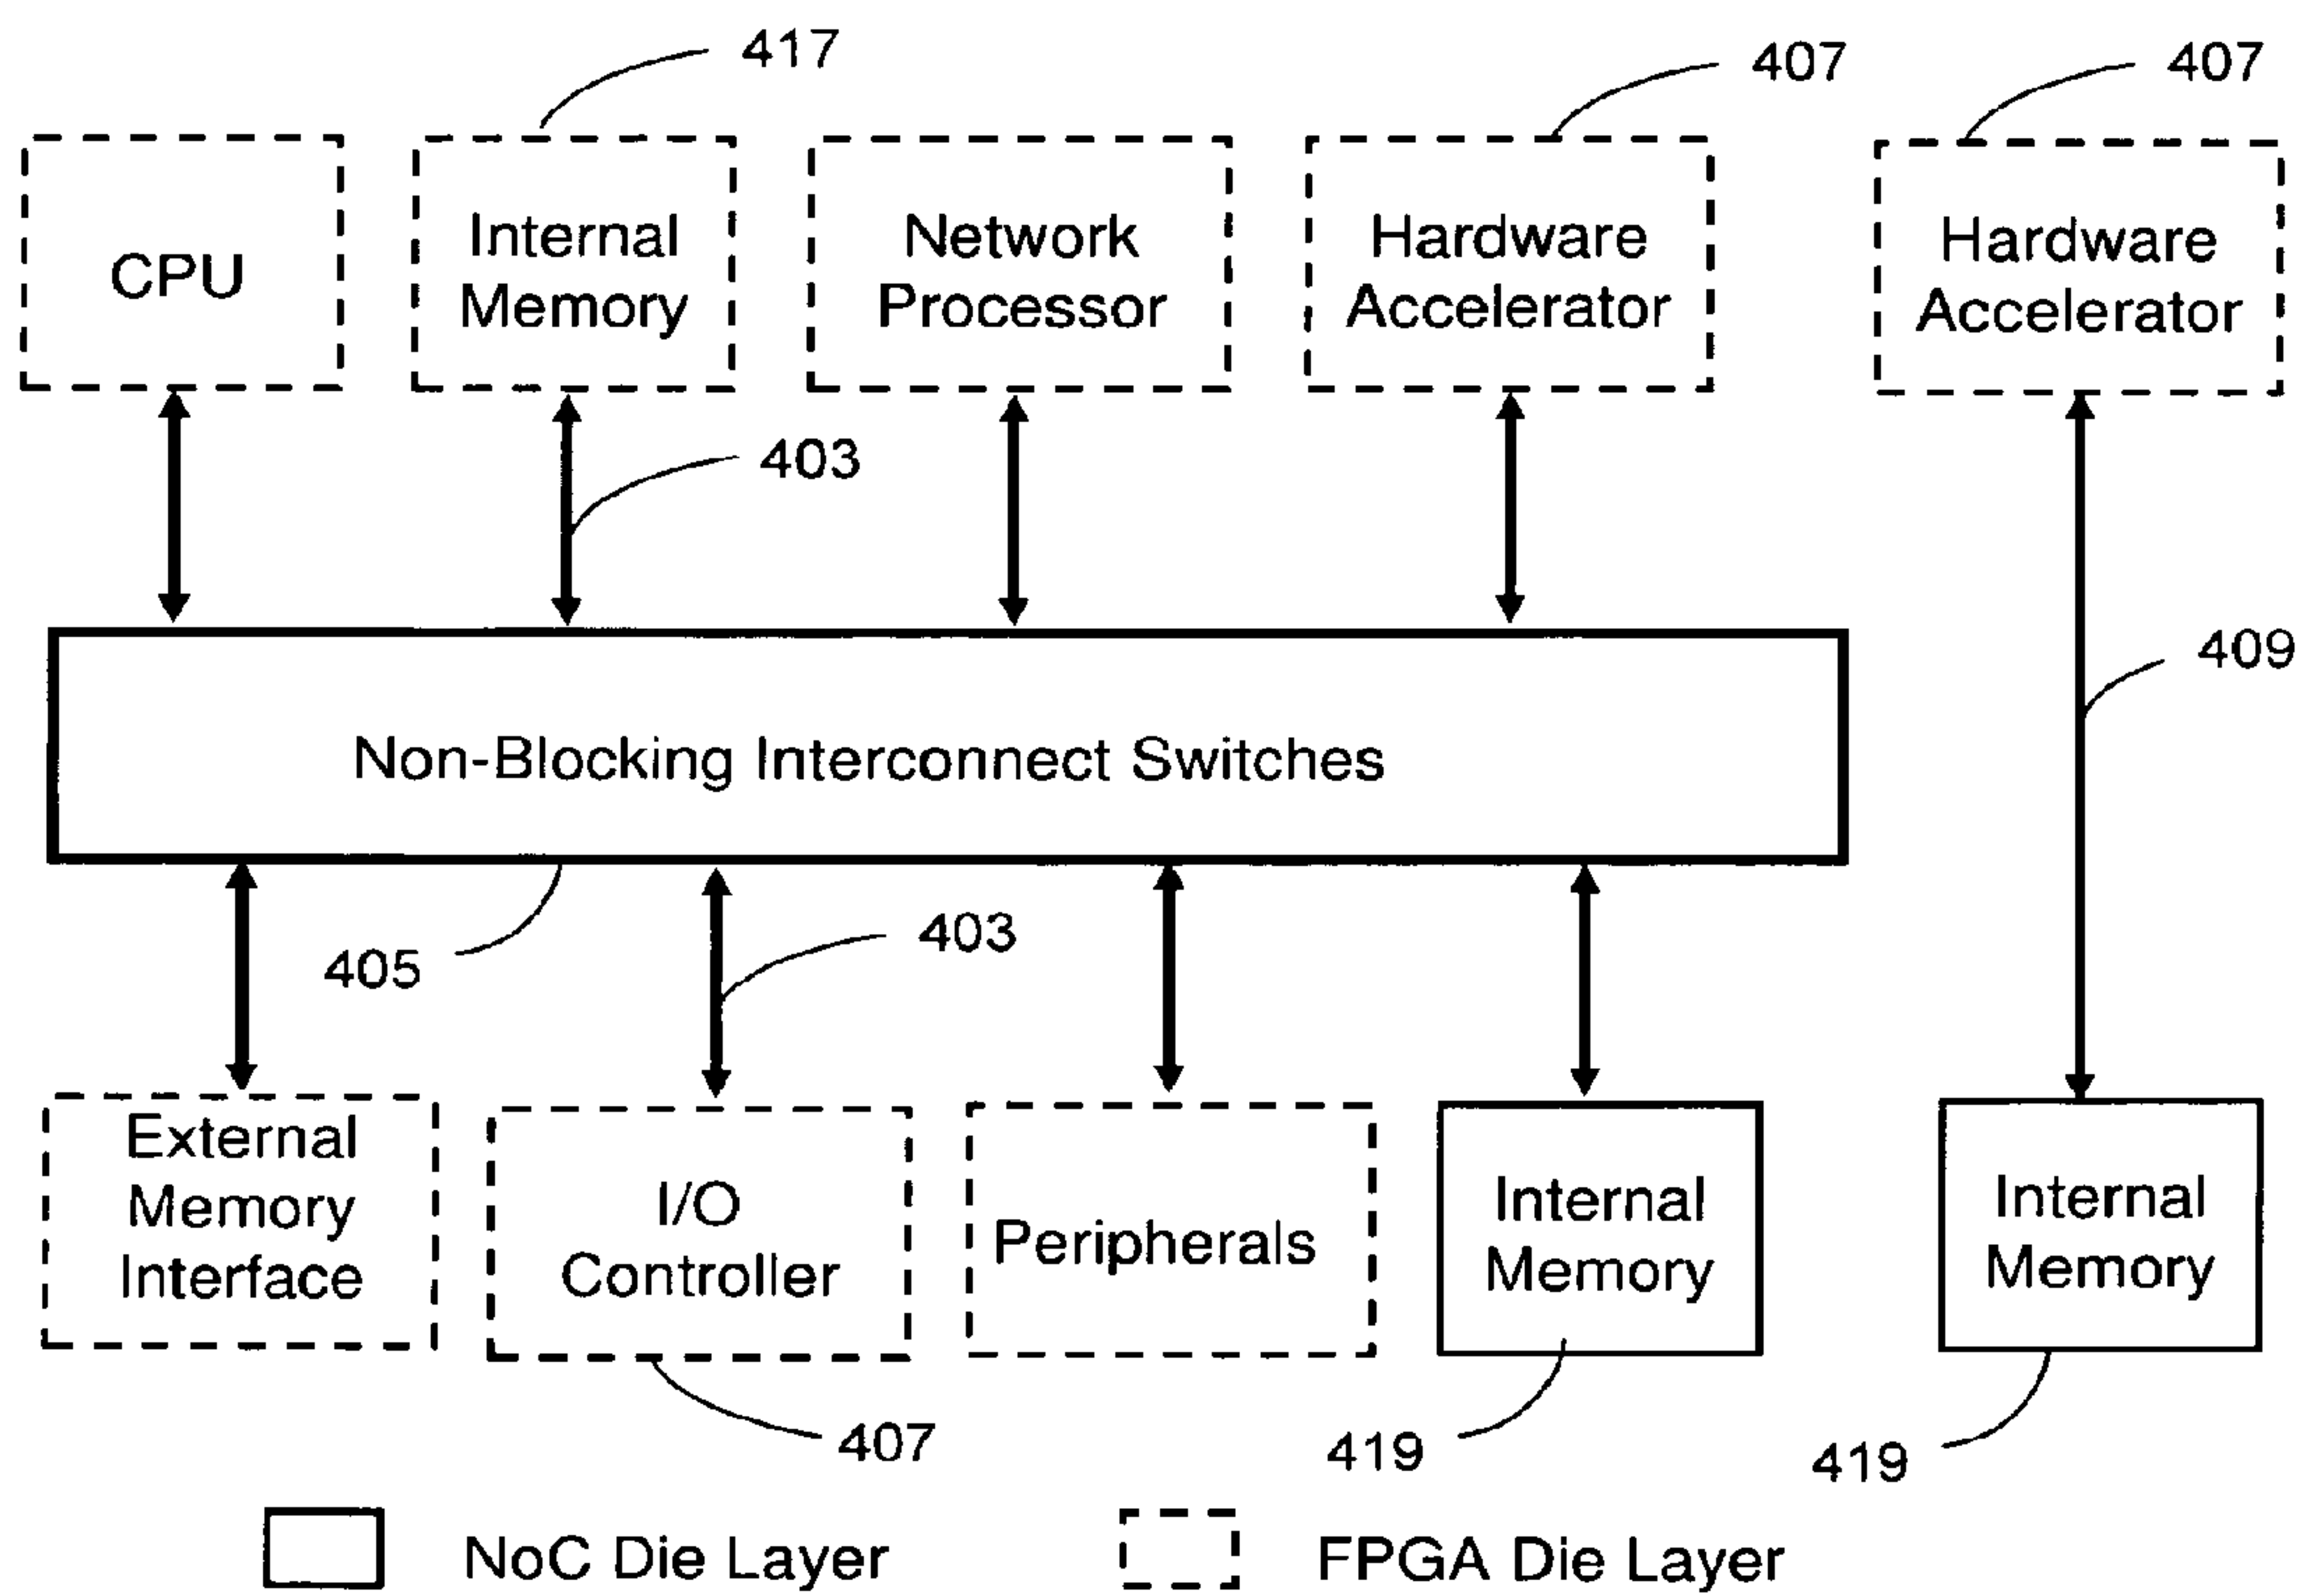 417
407
407
CPU
Internal
Memory
Network
Processor
Hardware
Accelerator
Hardware
Accelerator
403
409
Non-Blocking Interconnect Switches
405
403
External
Memory
Interface
I/O
Controller
Peripherals
Internal
Memory
Internal
Memory
407
419
419
NoC Die Layer
FPGA Die Layer